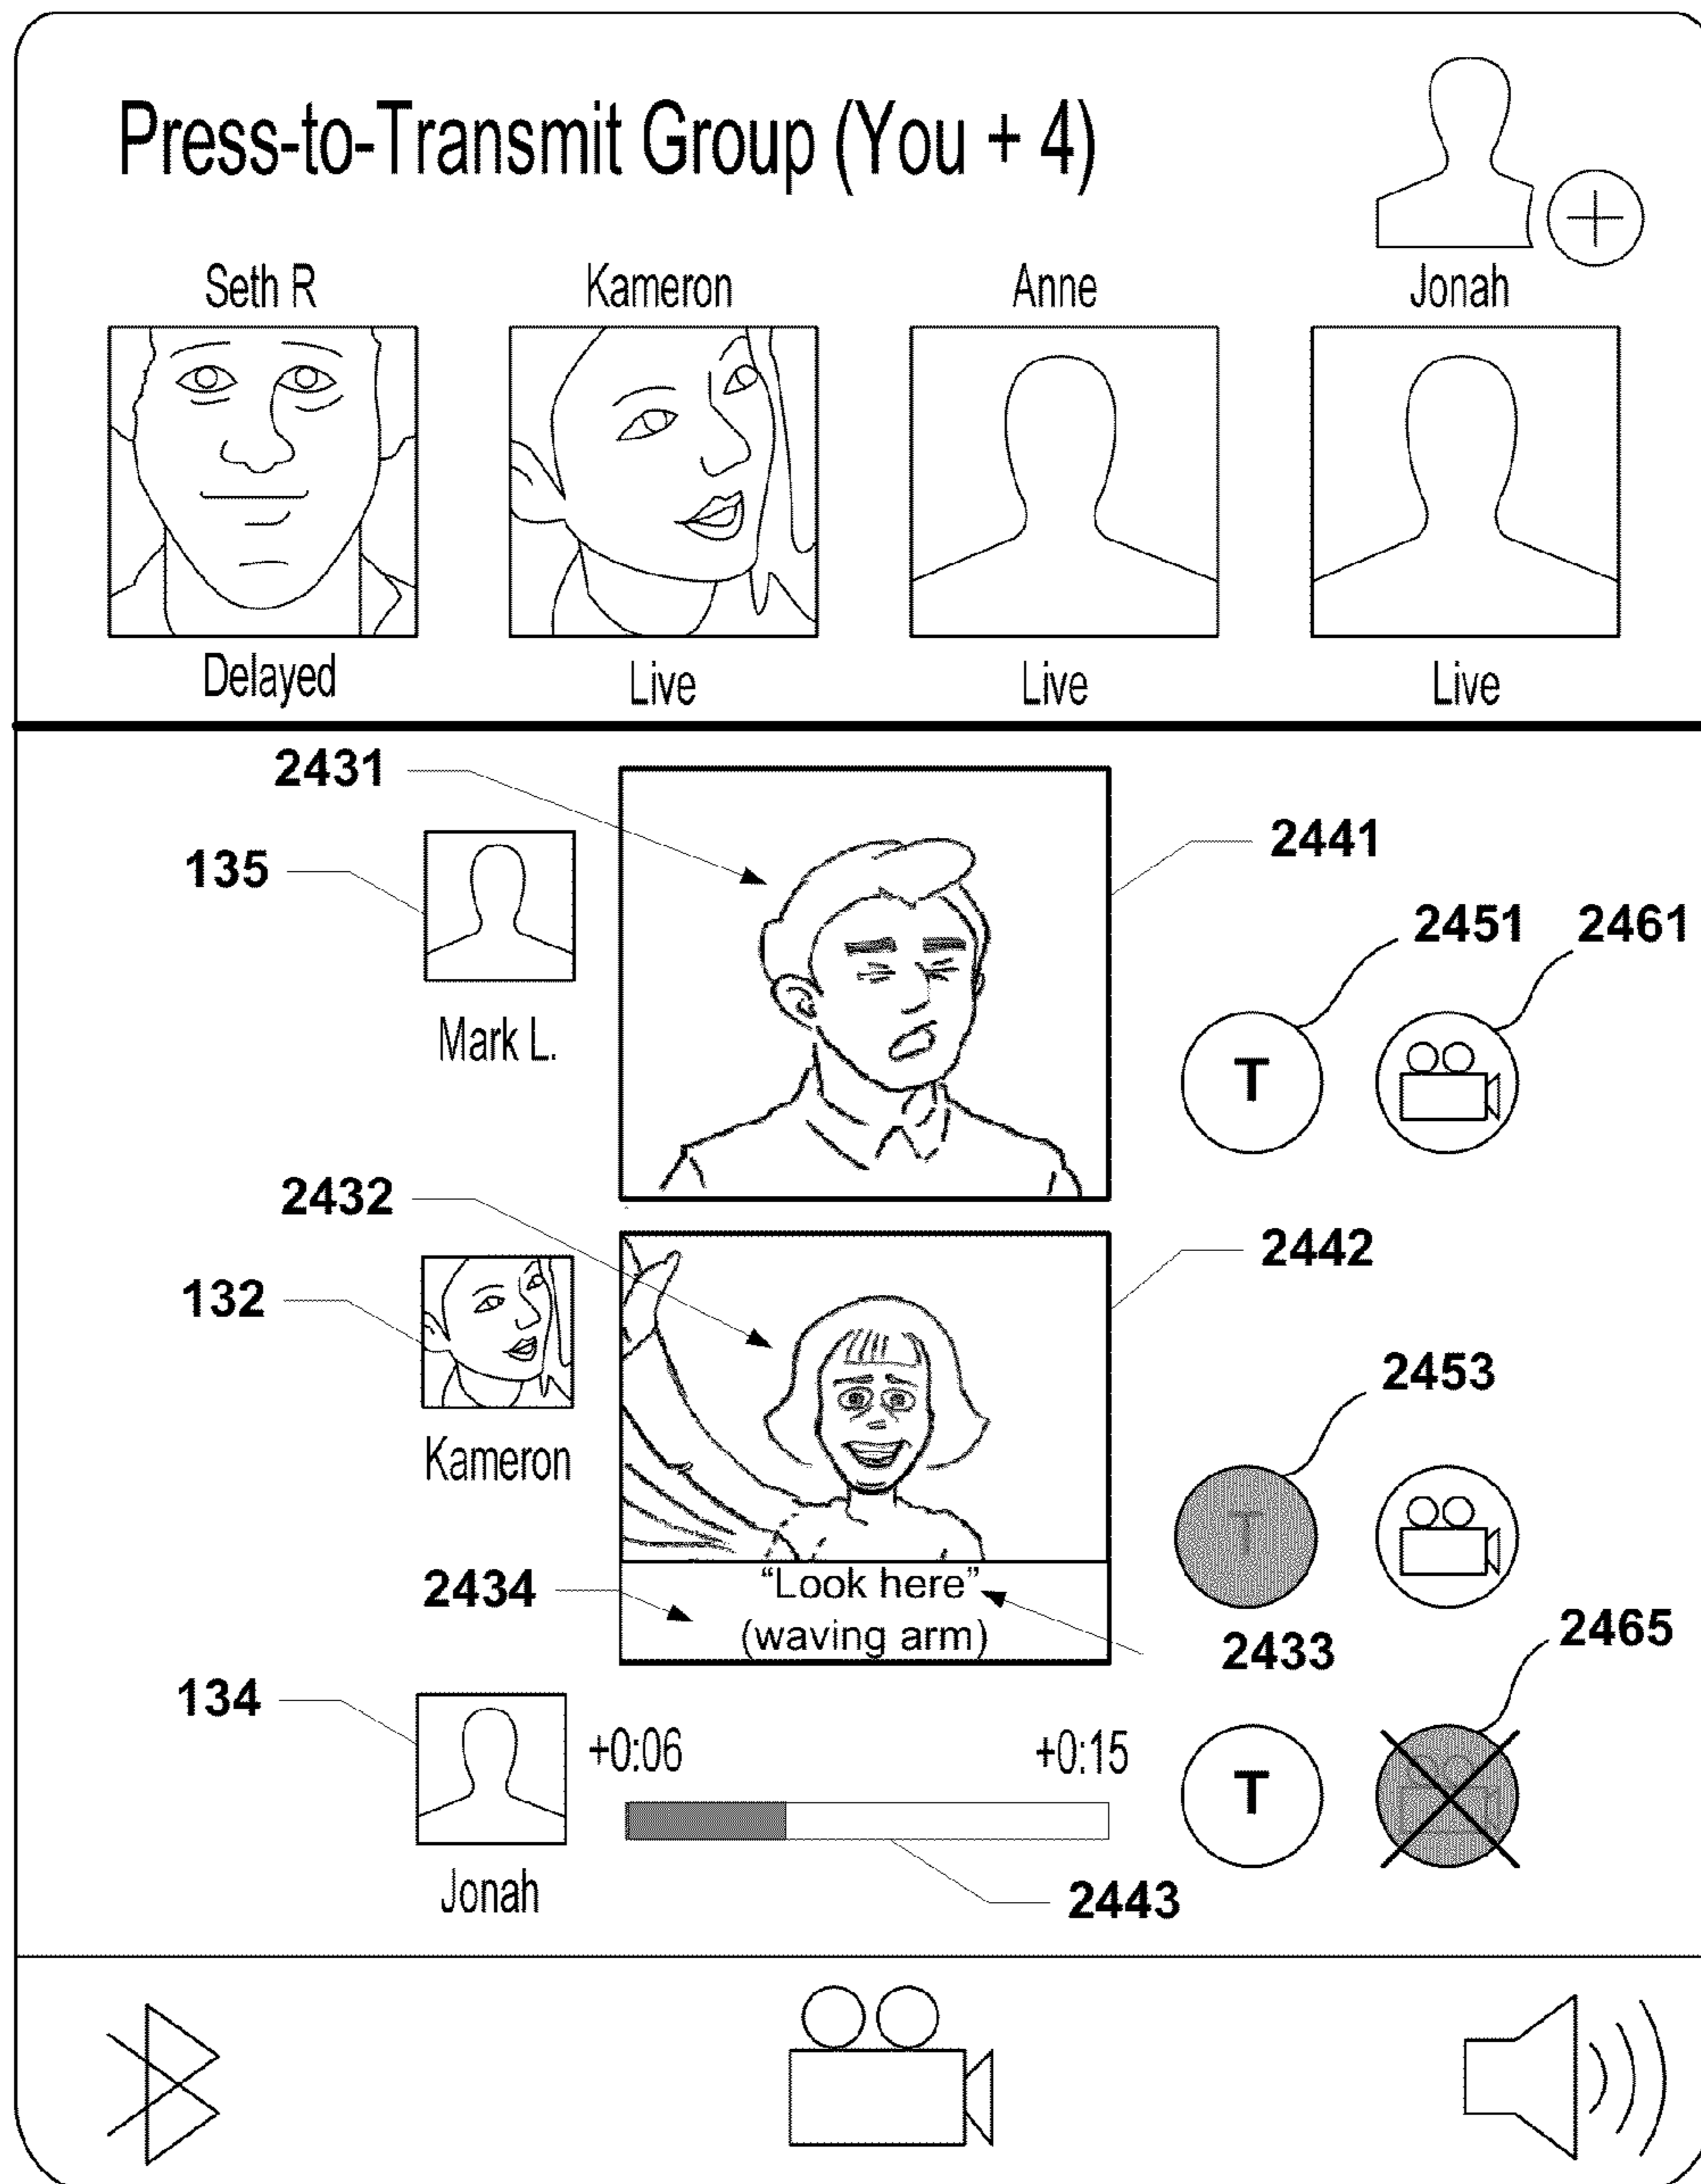 Press-to-Transmit Group (You + 4)
Seth R
Kameron
Anne
Jonah
Delayed
Live
Live
Live
2431
135
2441
2451
2461
Mark L.
T
2432
2442
132
2453
Kameron
T
2434
“Look here”
(waving arm)
2433
2465
134
+0:06
+0:15
T
Jonah
2443